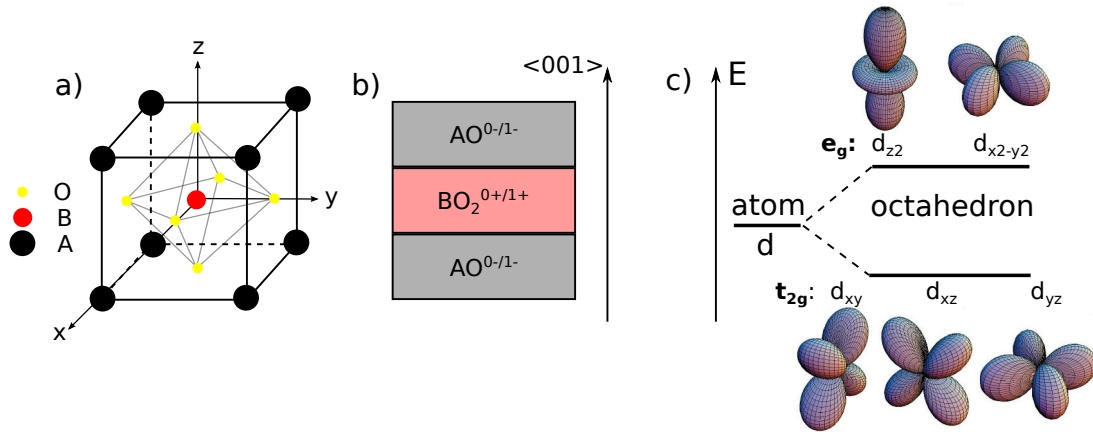 a)
z
y
x
O
B
A
b)
<001>
AO0-/1-
BO20+/1+
AO0-/1-
c)
E
eg: dz2 dx2-y2
atom
d
octahedron
t2g: dxy dxz dyz